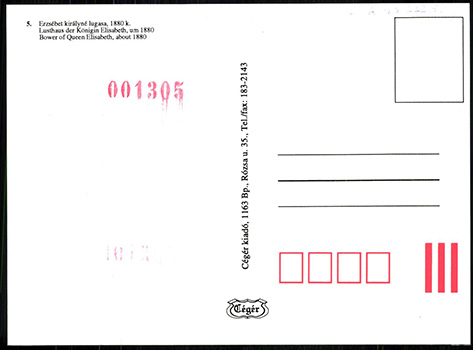 5. Erzsébet királyné lugasa, 1880 k.
Lusthaus der Königin Elisabeth, um 1880
Bower of Queen Elisabeth, about 1880
001305
Cégér kiadó, 1163 Bp., Rózsa u. 35., Tel./fax: 183-2143
Cégér